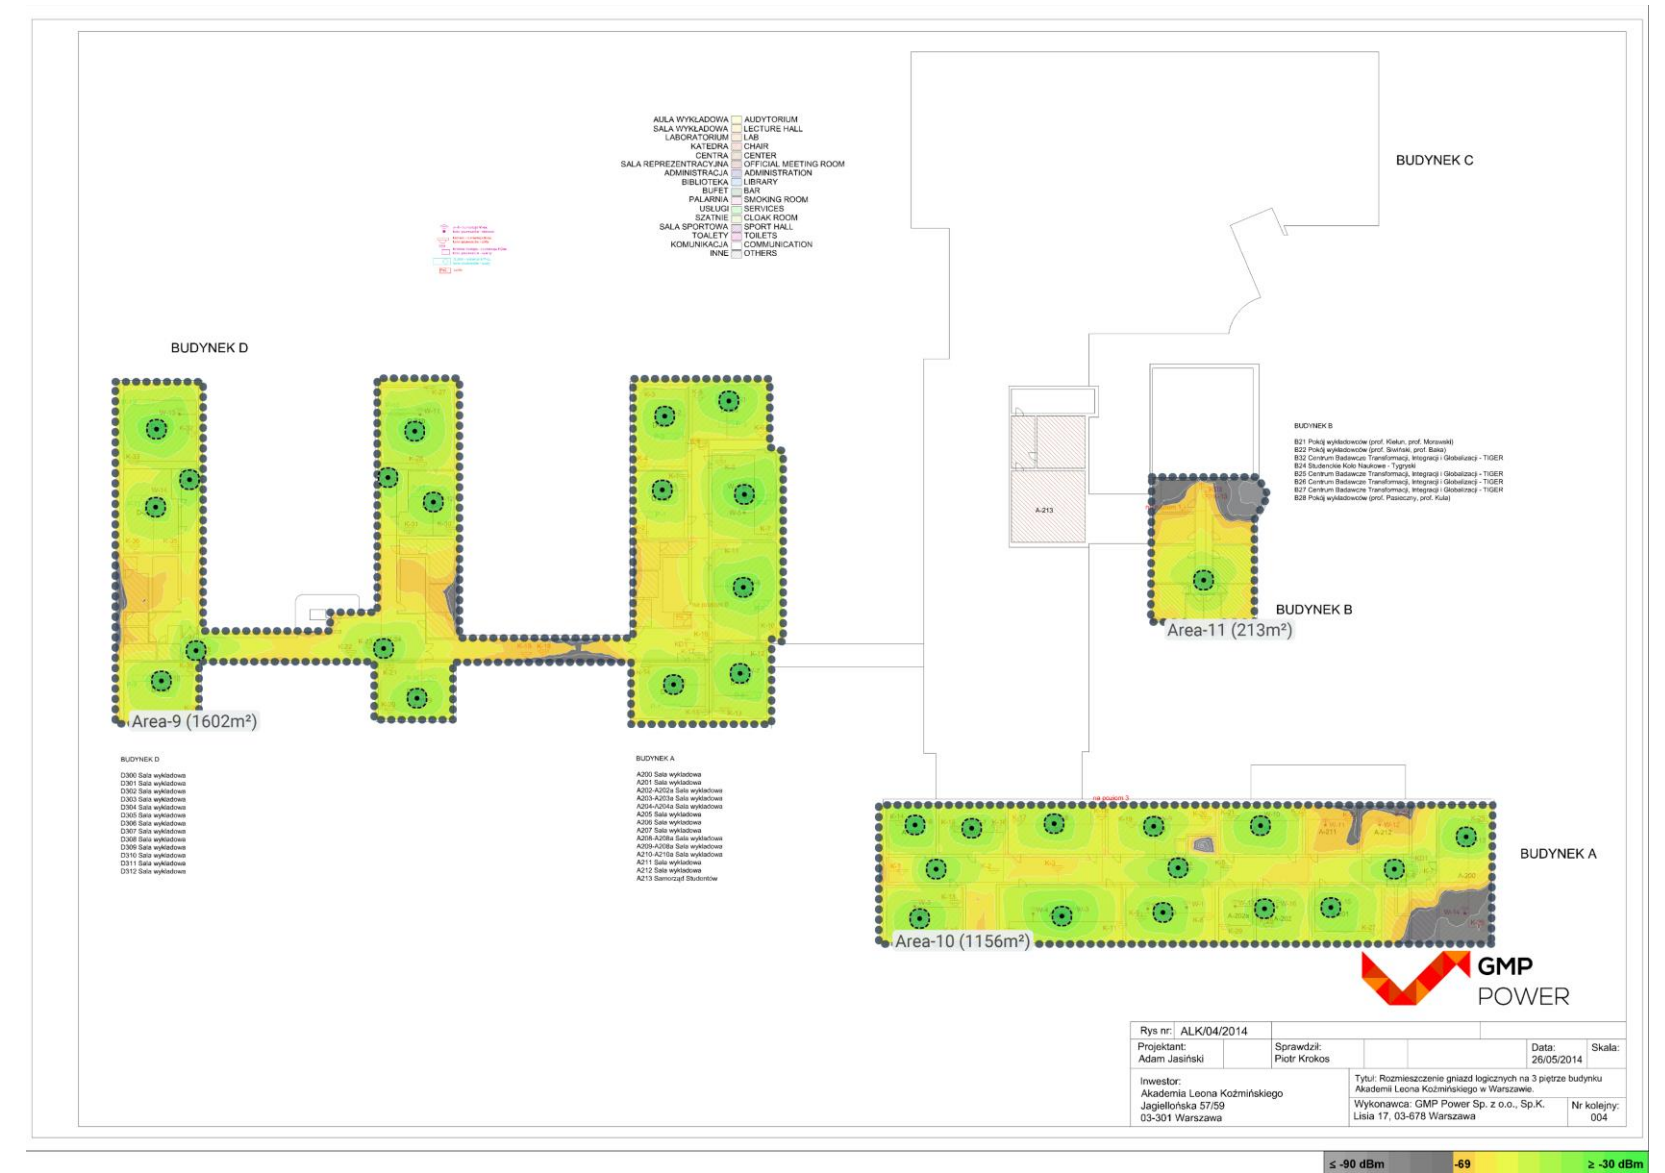 AULA WYKŁADOWA AUDYTORIUM
SALA WYKŁADOWA LECTURE HALL
LABORATORIUM LAB
KATEDRA CHAIR
CENTRA CENTER
SALA REPREZENTRACYJNA OFFICIAL MEETING ROOM
ADMINISTRACJA ADMINISTRATION
BIBLIOTEKA LIBRARY
BUFET BAR
PALARNIA SMOKING ROOM
USŁUGI SERVICES
SZATNIE CLOAK ROOM
SALA SPORTOWA SPORT HALL
TOALETY TOILETS
KOMUNIKACJA COMMUNICATION
INNE OTHERS
BUDYNEK C
BUDYNEK D
BUDYNEK B
B21 Pokój wykładowców (prof. Kiełun, prof. Morawski)
B22 Pokój wykładowców (prof. Siwiński, prof. Baka)
B32 Centrum Badawcze Transformacji, Integracji i Globalizacji - TIGER
B24 Studenckie Koło Naukowe - Tygryski
B25 Centrum Badawcze Transformacji, Integracji i Globalizacji - TIGER
B26 Centrum Badawcze Transformacji, Integracji i Globalizacji - TIGER
B27 Centrum Badawcze Transformacji, Integracji i Globalizacji - TIGER
B28 Pokój wykładowców (prof. Pasieczny, prof. Kula)
A-213
BUDYNEK B
Area-11 (213m²)
Area-9 (1602m²)
BUDYNEK D
D300 Sala wykładowa
D301 Sala wykładowa
D302 Sala wykładowa
D303 Sala wykładowa
D304 Sala wykładowa
D305 Sala wykładowa
D306 Sala wykładowa
D307 Sala wykładowa
D308 Sala wykładowa
D309 Sala wykładowa
D310 Sala wykładowa
D311 Sala wykładowa
D312 Sala wykładowa
BUDYNEK A
A200 Sala wykładowa
A201 Sala wykładowa
A202-A202a Sala wykładowa
A203-A203a Sala wykładowa
A204-A204a Sala wykładowa
A205 Sala wykładowa
A206 Sala wykładowa
A207 Sala wykładowa
A208-A208a Sala wykładowa
A209-A208a Sala wykładowa
A210-A210a Sala wykładowa
A211 Sala wykładowa
A212 Sala wykładowa
A213 Samorząd Studentów
na poziom 3
A-211
A-212
BUDYNEK A
A-200
A-202a
A-202
Area-10 (1156m²)
GMP
POWER
Rys nr: ALK/04/2014
Projektant:
Adam Jasiński
Sprawdził:
Piotr Krokos
Data:
26/05/2014
Skala:
Inwestor:
Akademia Leona Koźmińskiego
Jagiellońska 57/59
03-301 Warszawa
Tytuł: Rozmieszczenie gniazd logicznych na 3 piętrze budynku
Akademii Leona Koźmińskiego w Warszawie.
Wykonawca: GMP Power Sp. z o.o., Sp.K.
Lisia 17, 03-678 Warszawa
Nr kolejny:
004
≤ -90 dBm
-69
≥ -30 dBm